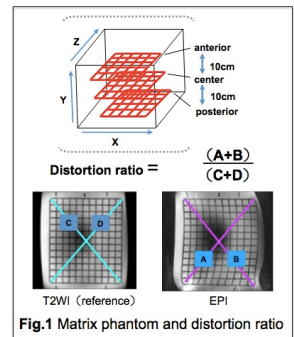 Z
anterior
10cm
center
Y
10cm
posterior
X
Distortion ratio = (A+B)
(C+D)
C D
A B
T2WI（reference） EPI
Fig.1 Matrix phantom and distortion ratio